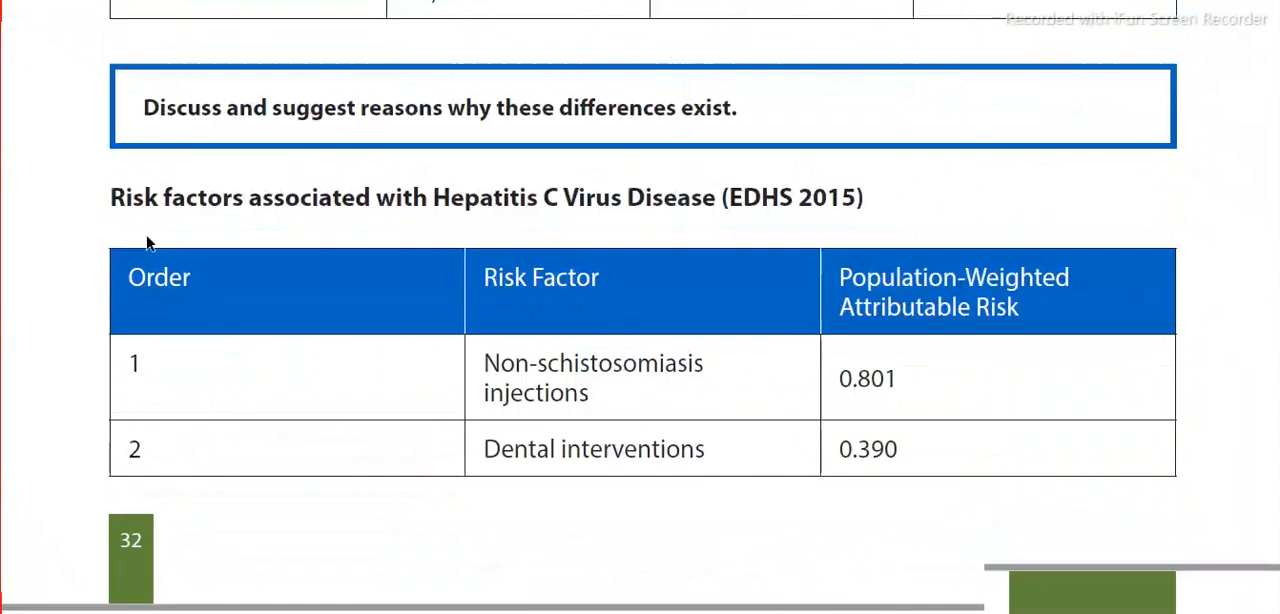 Recorded with iFun Screen Recorder
Discuss and suggest reasons why these differences exist.
Risk factors associated with Hepatitis C Virus Disease (EDHS 2015)
Order
Risk Factor
Population-Weighted
Attributable Risk
1
Non-schistosomiasis
injections
0.801
2
Dental interventions
0.390
32